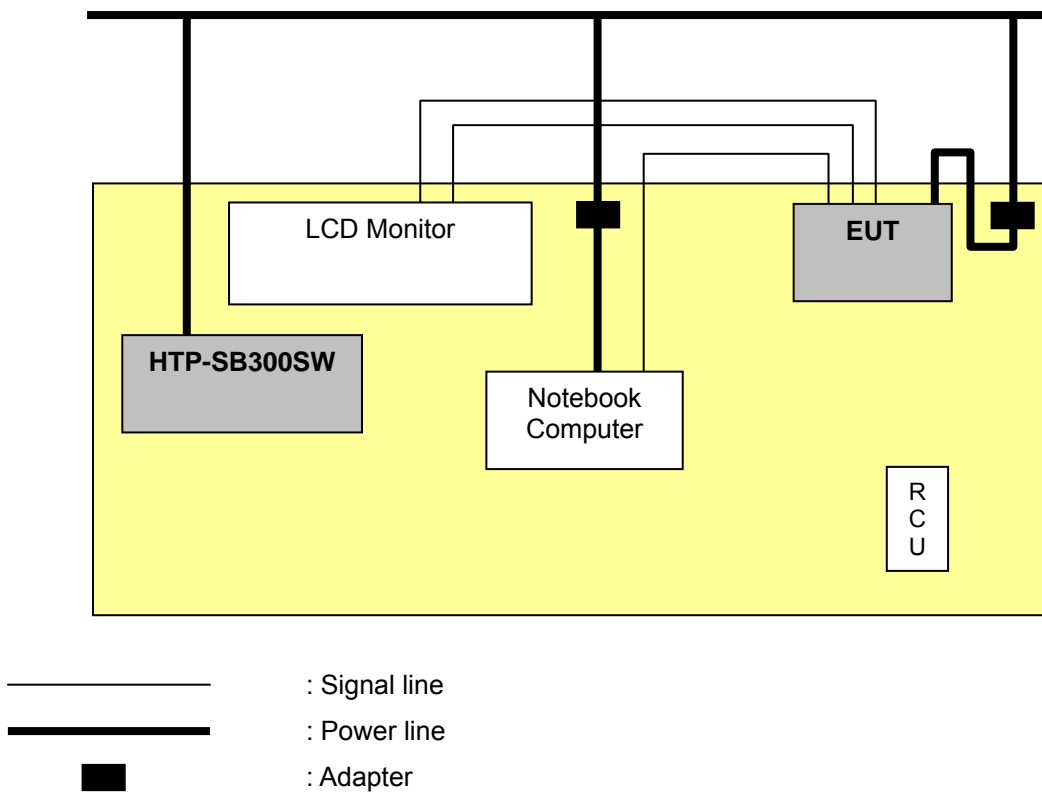 LCD Monitor
EUT
HTP-SB300SW
Notebook
Computer
R
C
U
: Signal line
: Power line
: Adapter